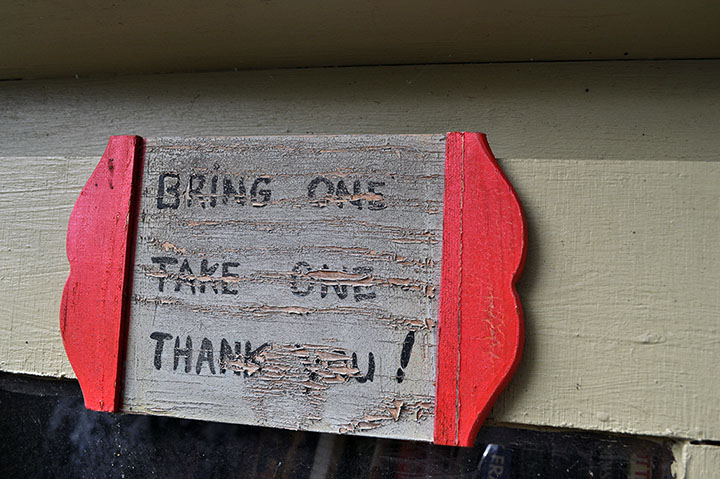 BRING ONE
TAKE ONE
THANK YOU!